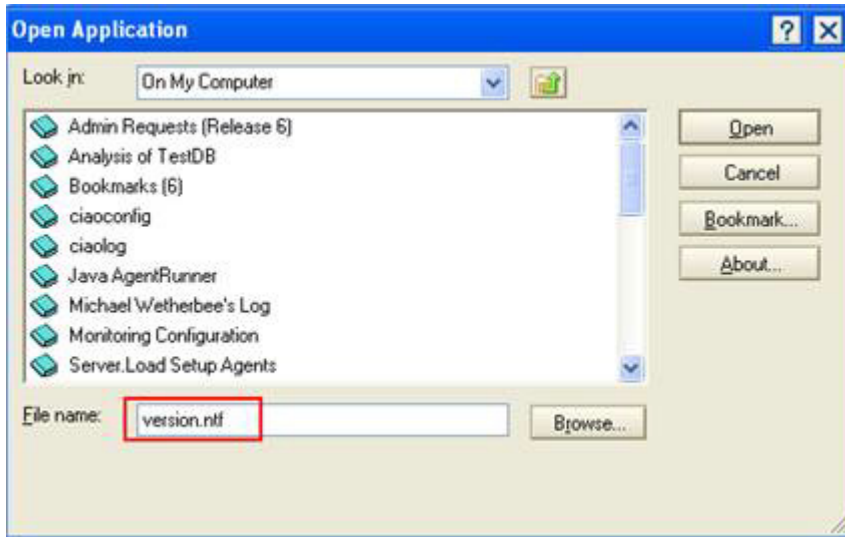 Open Application
Look in:
On My Computer
Admin Requests (Release 6)
Analysis of TestDB
Bookmarks (6)
ciaoconfig
ciaolog
Java AgentRunner
Michael Wetherbee's Log
Monitoring Configuration
Server.Load Setup Agents
File name:
version.ntf
Browse...
Open
Cancel
Bookmark...
About...